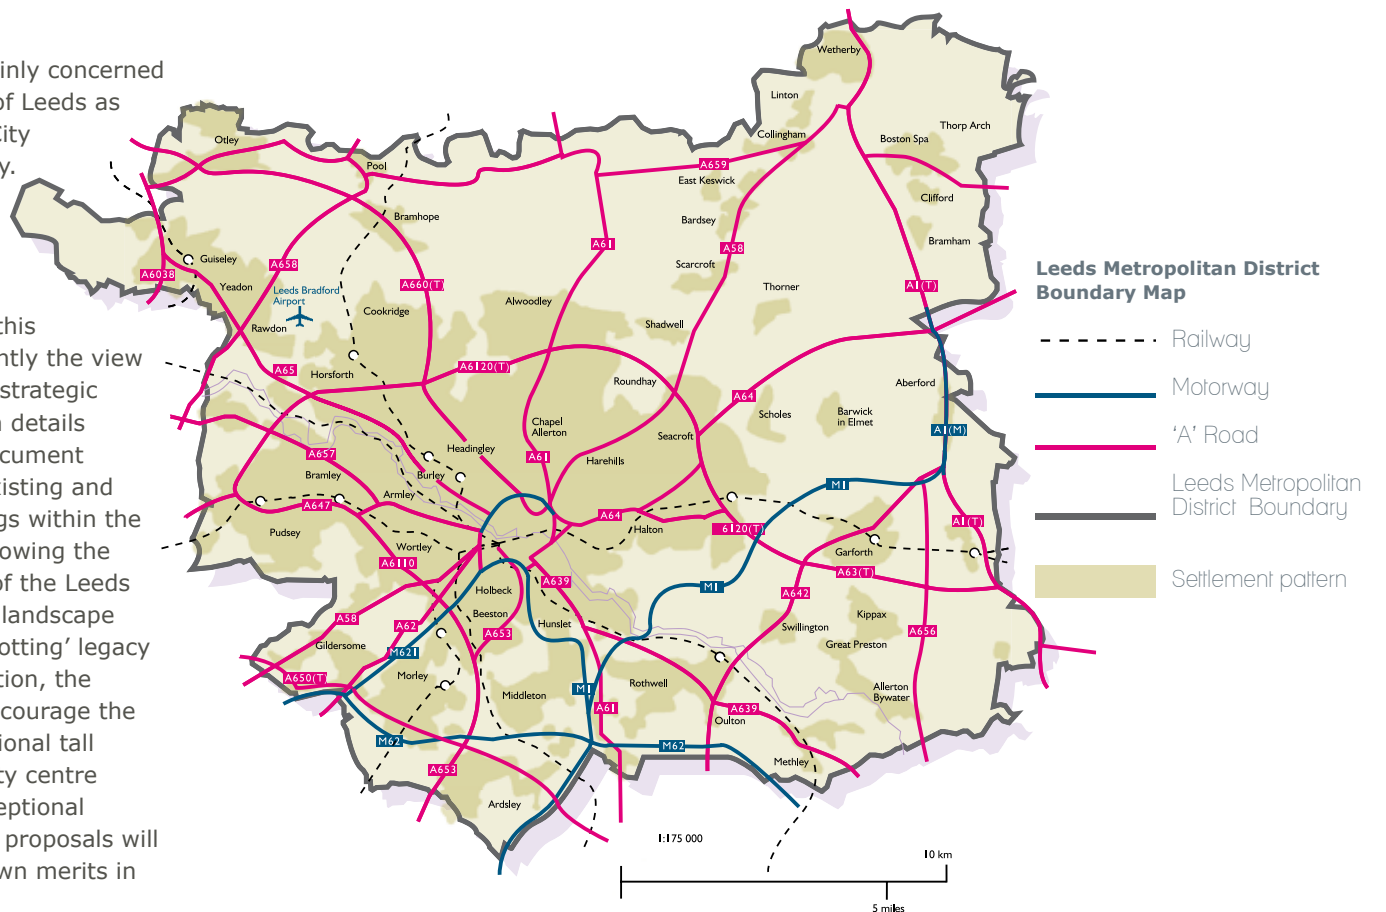 inly concerned
of Leeds as
City
y.
this
ntly the view
strategic
n details
ocument
xisting and
gs within the
lowing the
of the Leeds
landscape
otting’ legacy
tion, the
courage the
ional tall
ty centre
ceptional
proposals will
wn merits in
Wetherby
Linton
Collingham
Thorp Arch
Boston Spa
Otley
Pool
A659
East Keswick
Clifford
Bardsey
Bramhope
Bramham
A61
A58
Guiseley
A6038
A658
Scarcroft
Yeadon
A660(T)
A1(T)
Thorner
Leeds Bradford
Airport
Alwoodley
Cookridge
Rawdon
Shadwell
A65
Horsforth
A6120(T)
Roundhay
Aberford
A64
Scholes
Barwick
in Elmet
Chapel
Allerton
Seacroft
A1(M)
Headingley
A657
A61
Harehills
Bramley
Burley
M1
Armley
A647
A64
Halton
6120(T)
A1(T)
Pudsey
Wortley
Garforth
A6110
A63(T)
A639
Holbeck
M1
A642
Beeston
Kippax
A58
A62
Hunslet
Swillington
A653
A656
Gildersome
Great Preston
M621
A650(T)
Morley
Rothwell
Middleton
M1
Allerton
Bywater
A61
A639
Oulton
M62
M62
Methley
A653
Ardsley
Leeds Metropolitan District
Boundary Map
Railway
Motorway
‘A’ Road
Leeds Metropolitan
District Boundary
Settlement pattern
1:175 000
10 km
5 miles